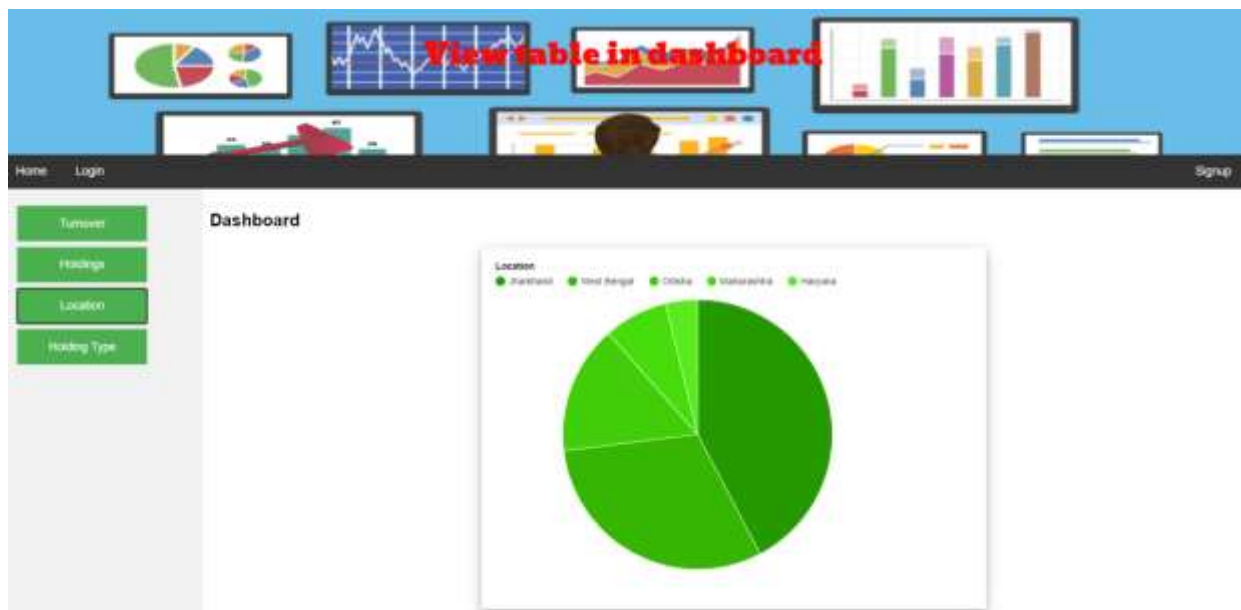 View table in dashboard
Home Login Signup
Turnover
Holdings
Location
Holding Type
Dashboard
Location
Jharkhand West Bengal Odisha Maharashtra Haryana